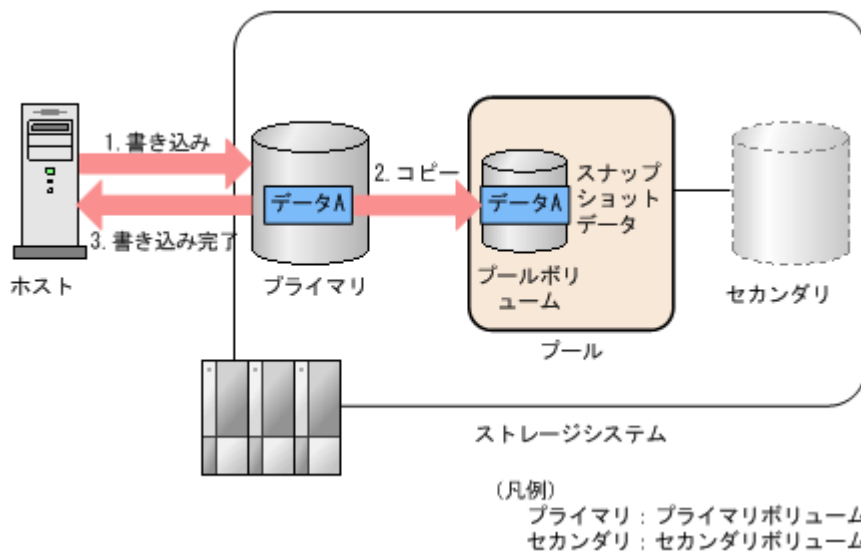 1.書き込み
2.コピー
データA
データA
スナップ
ショット
データ
3.書き込み完了
ホスト
プライマリ
プールボリ
ューム
セカンダリ
プール
ストレージシステム
(凡例)
プライマリ：プライマリボリューム
セカンダリ：セカンダリボリューム